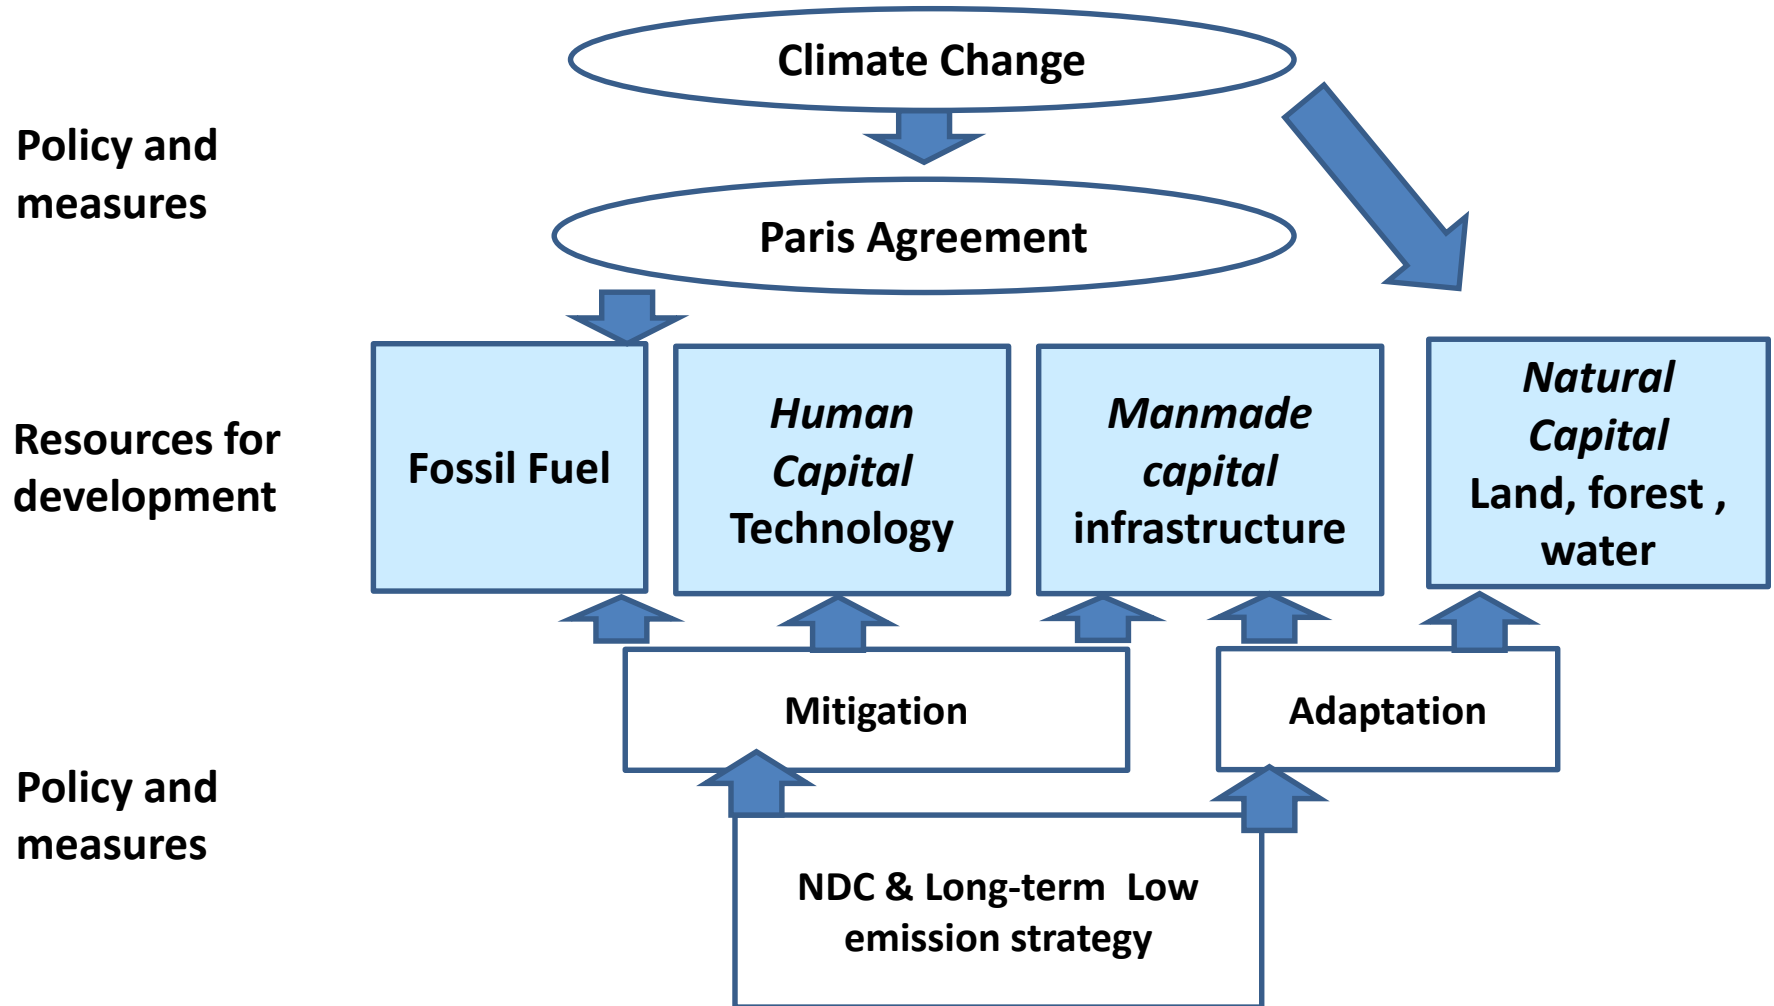 Climate Change
Policy and
measures
Paris Agreement
Resources for
development
Fossil Fuel
Human
Capital
Technology
Manmade
capital
infrastructure
Natural
Capital
Land, forest ,
water
Mitigation
Adaptation
Policy and
measures
NDC & Long-term  Low
emission strategy